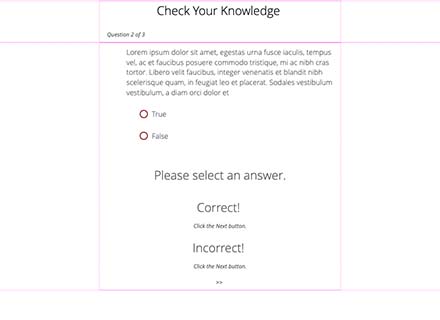 Check Your Knowledge
Question 2 of 3
Lorem ipsum dolor sit amet, egestas urna fusce iaculis, tempus
vel, ac et faucibus posuere commodo tristique, mi ac nibh cras
tortor. Libero velit faucibus, integer venenatis et blandit nibh
scelerisque quam, in feugiat leo et placerat. Sodales vestibulum
vestibulum, a diam orci dolor et
True
False
Please select an answer.
Correct!
Click the Next button.
Incorrect!
Click the Next button.
>>